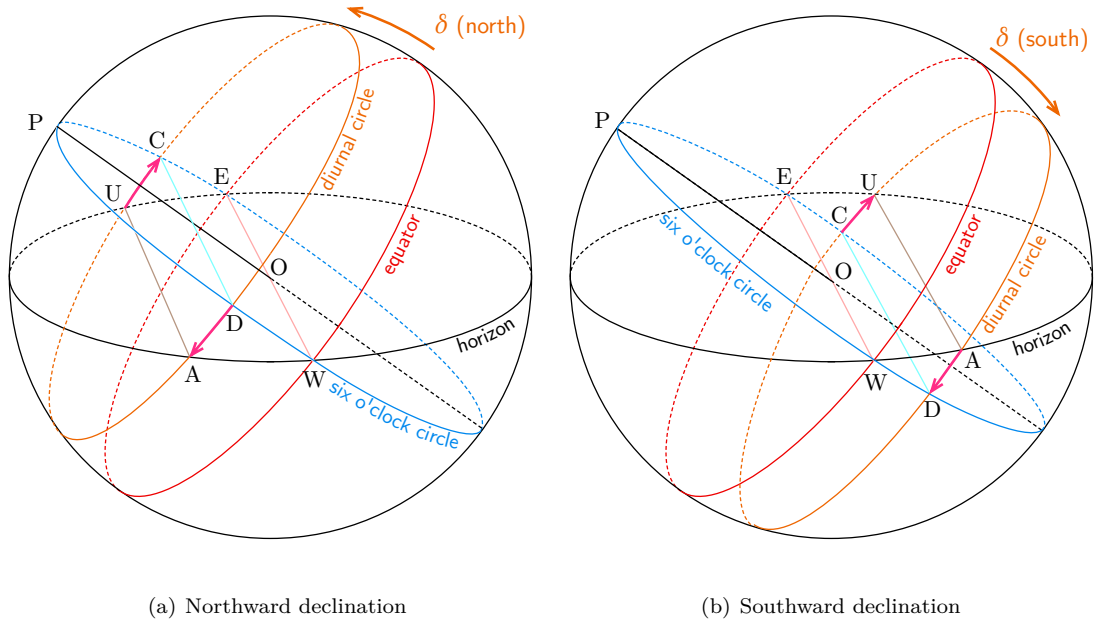 δ (north)
P
C
U
E
diurnal circle
equator
O
D
horizon
A
W
six o'clock circle
(a) Northward declination
δ (south)
P
E
U
C
six o'clock circle
equator
O
diurnal circle
horizon
A
W
D
(b) Southward declination